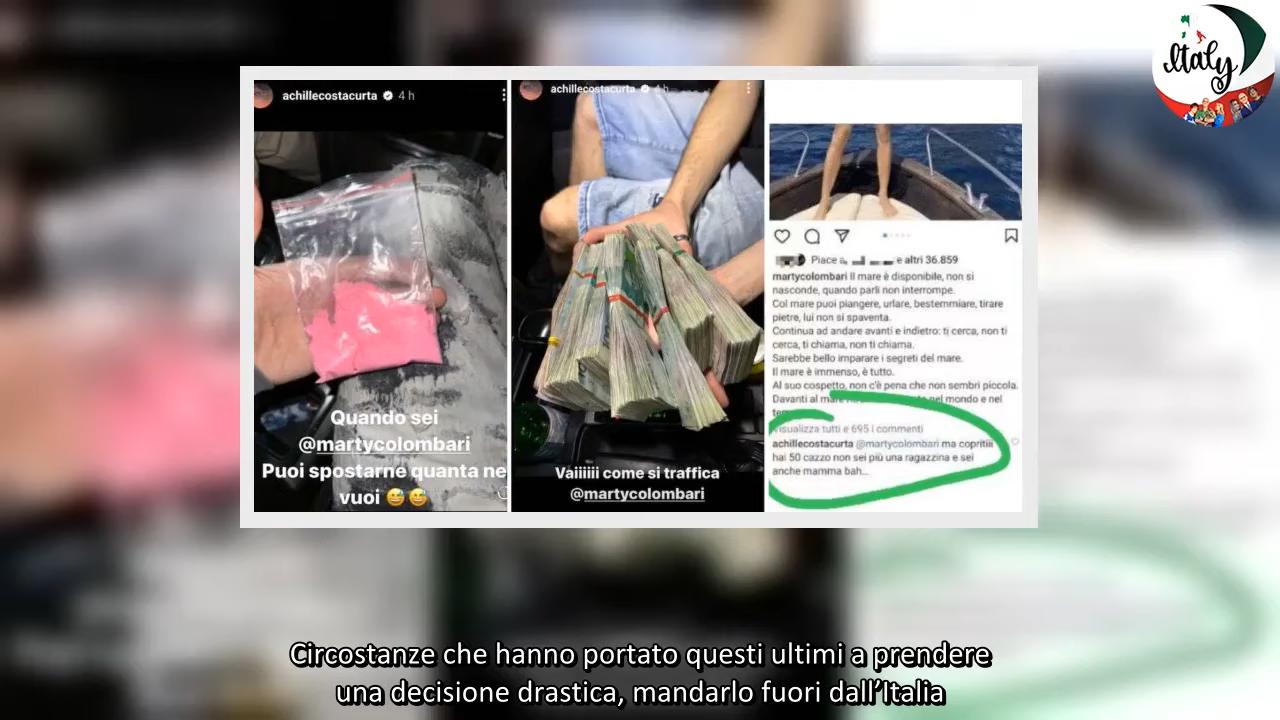 Italy
achillecostacurta 4 h
Quando sei
@martycolombari
Puoi spostarne quanta ne
vuoi 😅😅
achillecostacurta 4 h
Vaiiiiii come si traffica
@martycolombari
Piace a e altri 36.859
martycolombari Il mare è disponibile, non si
nasconde, quando parli non interrompe.
Col mare puoi piangere, urlare, bestemmiare, tirare
pietre, lui non si spaventa.
Continua ad andare avanti e indietro: ti cerca, non ti
cerca, ti chiama, non ti chiama.
Sarebbe bello imparare i segreti del mare.
Il mare è immenso, è tutto.
Al suo cospetto, non c'è pena che non sembri piccola.
Davanti al mare nel mondo e nel
Visualizza tutti e 695 i commenti
achillecostacurta @martycolombari ma copritiii
hai 50 cazzo non sei più una ragazzina e sei
anche mamma bah...
Circostanze che hanno portato questi ultimi a prendere
una decisione drastica, mandarlo fuori dall'Italia